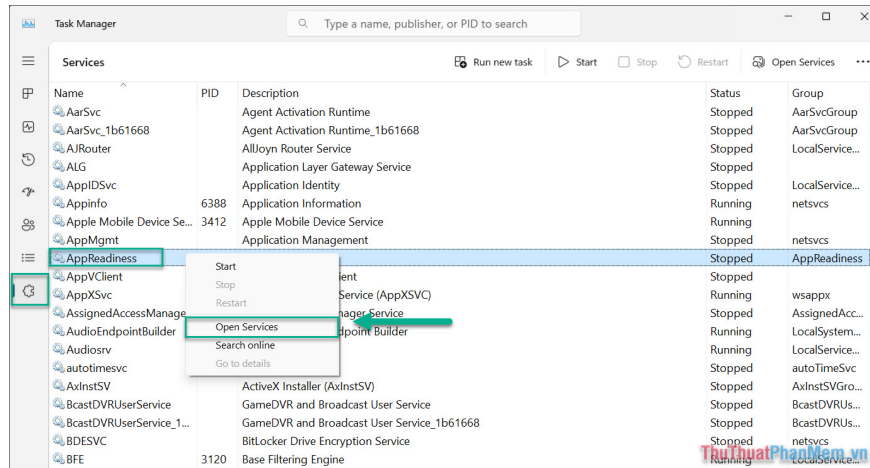 Task Manager
Type a name, publisher, or PID to search
Services
Run new task Start Stop Restart Open Services ...
Name PID Description Status Group
AarSvc Agent Activation Runtime Stopped AarSvcGroup
AarSvc_1b61668 Agent Activation Runtime_1b61668 Stopped AarSvcGroup
AJRouter AllJoyn Router Service Stopped LocalService...
ALG Application Layer Gateway Service Stopped
AppIDSvc Application Identity Stopped LocalService...
Appinfo 6388 Application Information Running netsvcs
Apple Mobile Device Se... 3412 Apple Mobile Device Service Running
AppMgmt Application Management Stopped netsvcs
AppReadiness Stopped AppReadiness
Start
AppVClient ient Stopped
Stop
AppXSvc Service (AppXSVC) Running wsappx
Restart
AssignedAccessManage nager Service Stopped AssignedAcc...
Open Services
AudioEndpointBuilder dpoint Builder Running LocalSystem...
Search online
Audiosrv Running LocalService...
Go to details
autotimesvc Stopped autoTimeSvc
AxInstSV ActiveX Installer (AxInstSV) Stopped AxInstSVGro...
BcastDVRUserService GameDVR and Broadcast User Service Stopped BcastDVRUs...
BcastDVRUserService_1... GameDVR and Broadcast User Service_1b61668 Stopped BcastDVRUs...
BDESVC BitLocker Drive Encryption Service Stopped netsvcs
BFE 3120 Base Filtering Engine Running LocalService...
ThuThuatPhanMem.vn